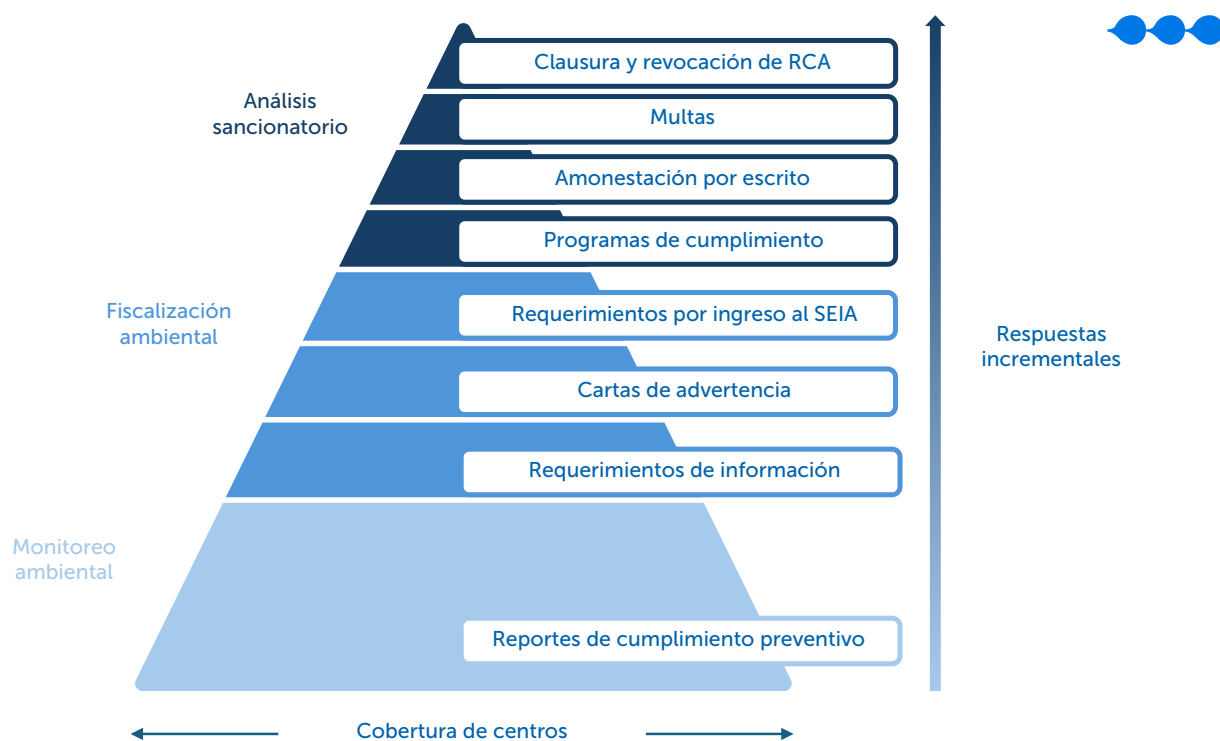 Clausura y revocación de RCA
Análisis
sancionatorio
Multas
Amonestación por escrito
Programas de cumplimiento
Fiscalización
ambiental
Requerimientos por ingreso al SEIA
Respuestas
incrementales
Cartas de advertencia
Requerimientos de información
Monitoreo
ambiental
Reportes de cumplimiento preventivo
Cobertura de centros